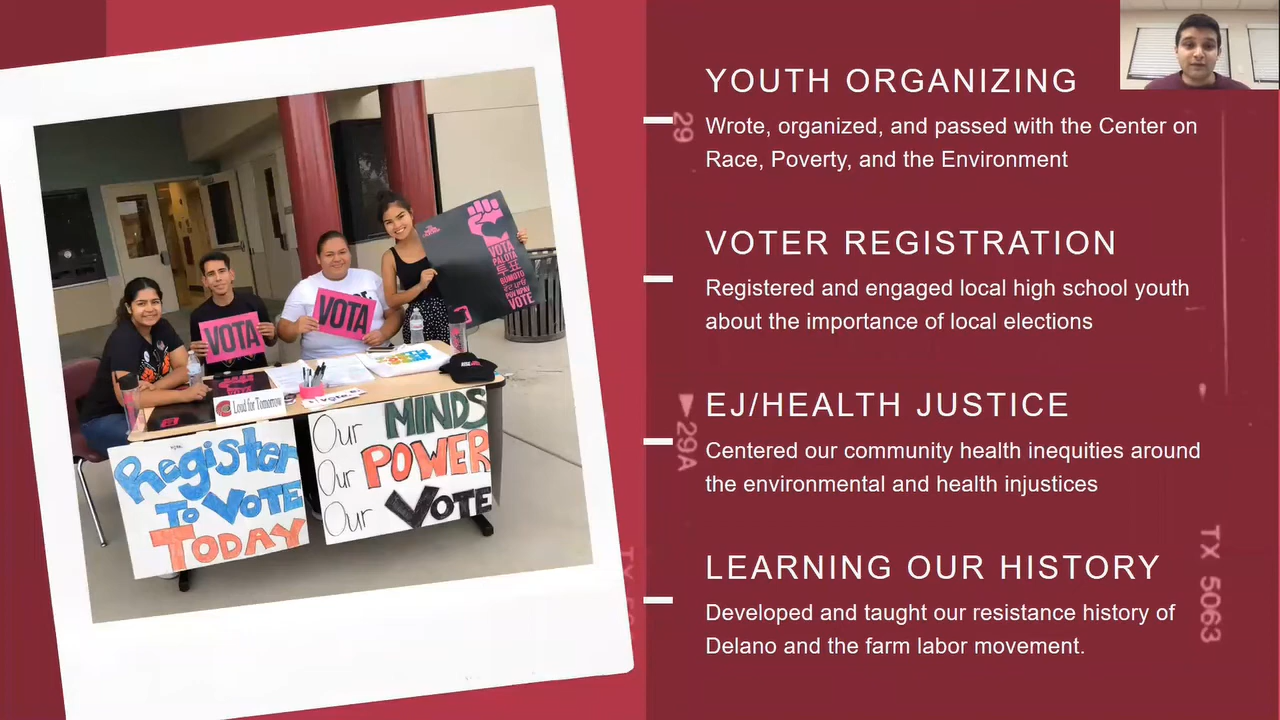 YOUTH ORGANIZING
Wrote, organized, and passed with the Center on
Race, Poverty, and the Environment
VOTER REGISTRATION
Registered and engaged local high school youth
about the importance of local elections
EJ/HEALTH JUSTICE
Centered our community health inequities around
the environmental and health injustices
LEARNING OUR HISTORY
Developed and taught our resistance history of
Delano and the farm labor movement.
29
29A
TX 5063
VOTA
VOTA
VOTA
PALOTA
투표
BUMOTO
VOTE
Loud for Tomorrow
Register
To VOTE
TODAY
Our MINDS
Our POWER
Our VOTE